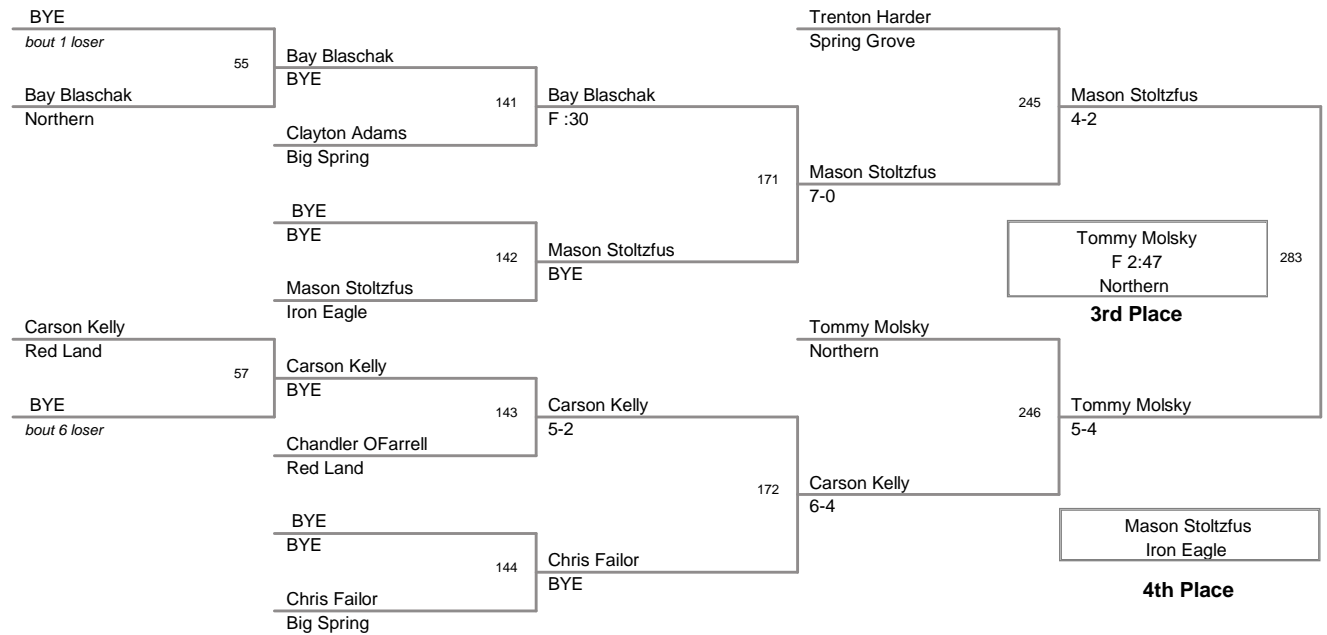 BYE
bout 1 loser
55
Bay Blaschak
Northern
Bay Blaschak
BYE
141
Clayton Adams
Big Spring
Bay Blaschak
F :30
BYE
BYE
142
Mason Stoltzfus
Iron Eagle
Mason Stoltzfus
BYE
171
Trenton Harder
Spring Grove
245
Mason Stoltzfus
7-0
Mason Stoltzfus
4-2
Tommy Molsky
F 2:47
Northern
283
3rd Place
Carson Kelly
Red Land
57
BYE
bout 6 loser
Carson Kelly
BYE
143
Chandler OFarrell
Red Land
Carson Kelly
5-2
BYE
BYE
144
Chris Failor
Big Spring
Chris Failor
BYE
172
Tommy Molsky
Northern
246
Carson Kelly
6-4
Tommy Molsky
5-4
Mason Stoltzfus
Iron Eagle
4th Place